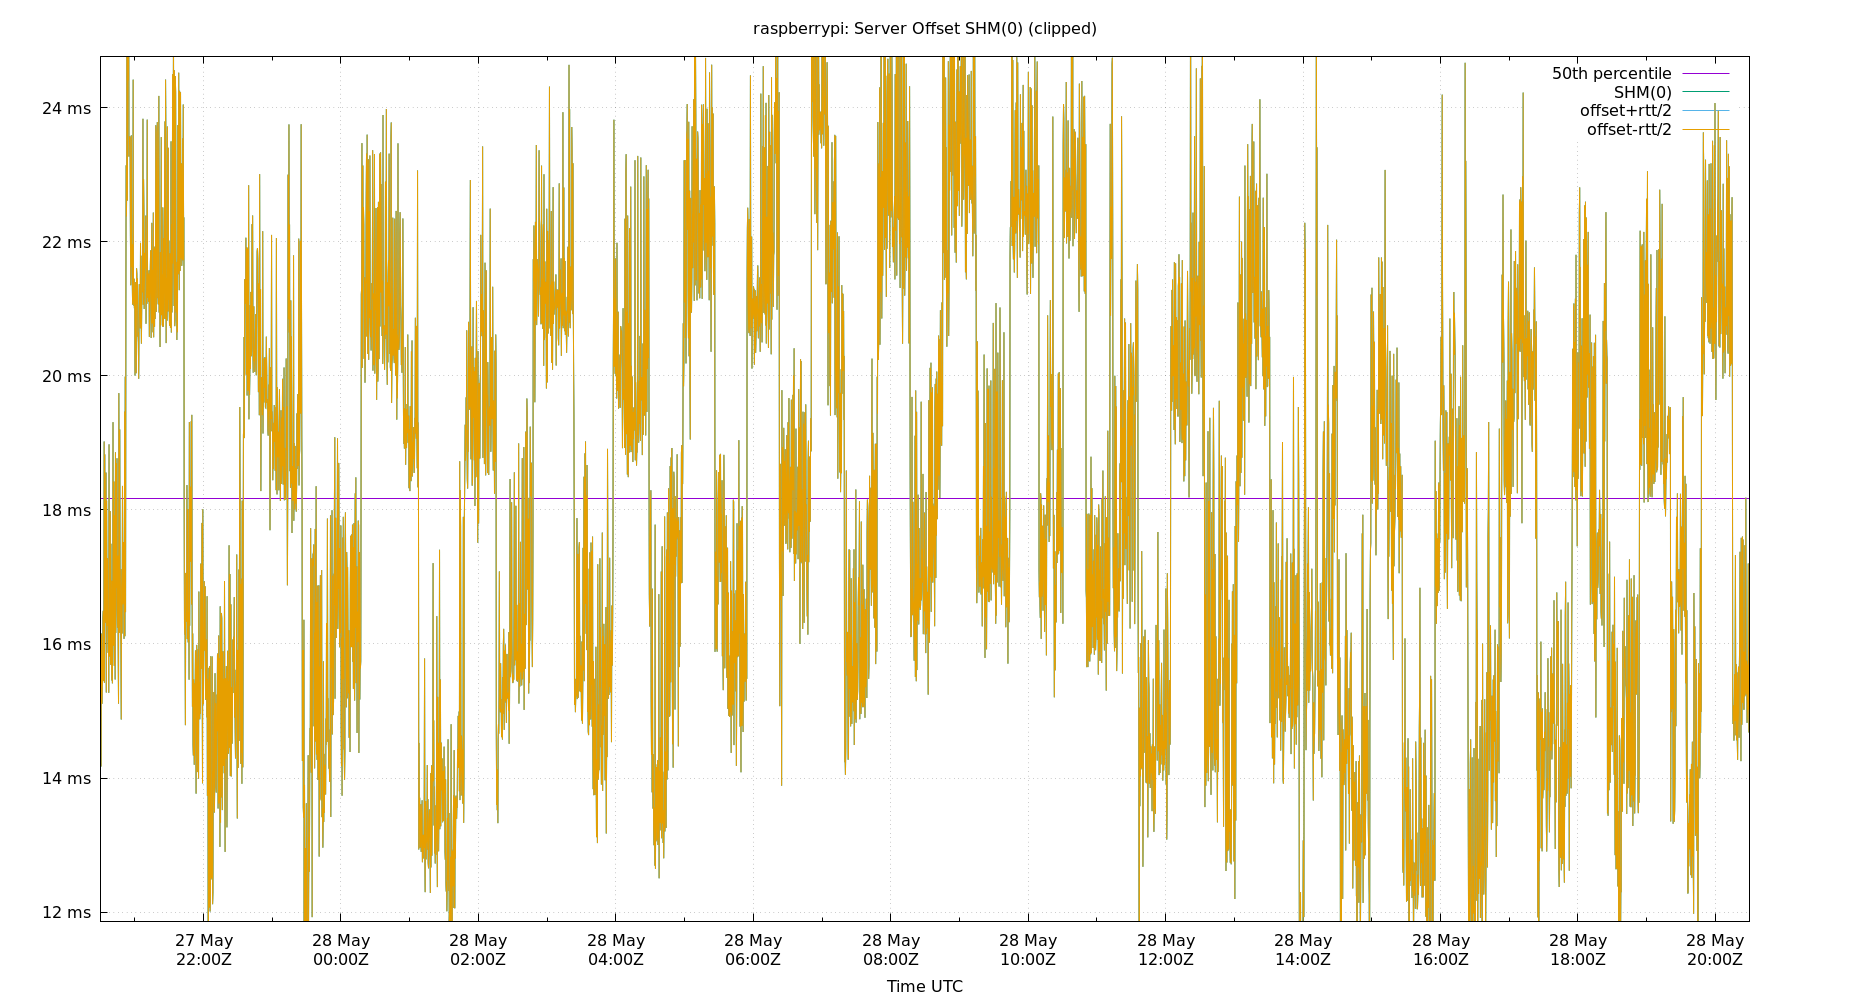 raspberrypi: Server Offset SHM(0) (clipped)
50th percentile
SHM(0)
offset+rtt/2
offset-rtt/2
24 ms
22 ms
20 ms
18 ms
16 ms
14 ms
12 ms
27 May 28 May 28 May 28 May 28 May 28 May 28 May 28 May 28 May 28 May 28 May 28 May
22:00Z 00:00Z 02:00Z 04:00Z 06:00Z 08:00Z 10:00Z 12:00Z 14:00Z 16:00Z 18:00Z 20:00Z
Time UTC